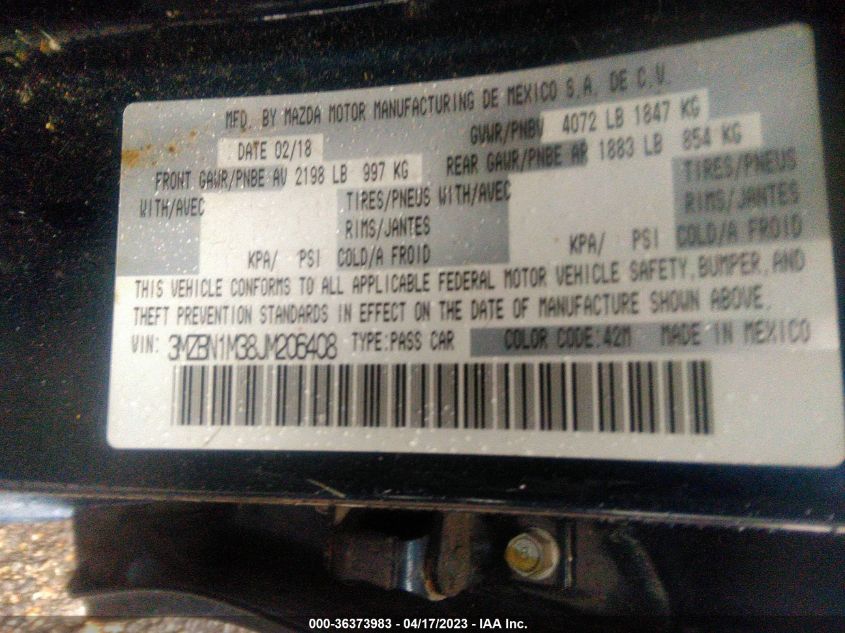 MFD. BY MAZDA MOTOR MANUFACTURING DE MEXICO S.A. DE C.V.
DATE 02/18 GVWR/PNBV 4072 LB 1847 KG
FRONT GAWR/PNBE AV 2198 LB 997 KG REAR GAWR/PNBE AR 1883 LB 854 KG
WITH/AVEC TIRES/PNEUS WITH/AVEC TIRES/PNEUS
RIMS/JANTES RIMS/JANTES
KPA/ PSI COLD/A FROID KPA/ PSI COLD/A FROID
THIS VEHICLE CONFORMS TO ALL APPLICABLE FEDERAL MOTOR VEHICLE SAFETY, BUMPER, AND
THEFT PREVENTION STANDARDS IN EFFECT ON THE DATE OF MANUFACTURE SHOWN ABOVE.
VIN: 3MZBN1M38JM206408 TYPE:PASS CAR COLOR CODE:42M MADE IN MEXICO
000-36373983 - 04/17/2023 - IAA Inc.